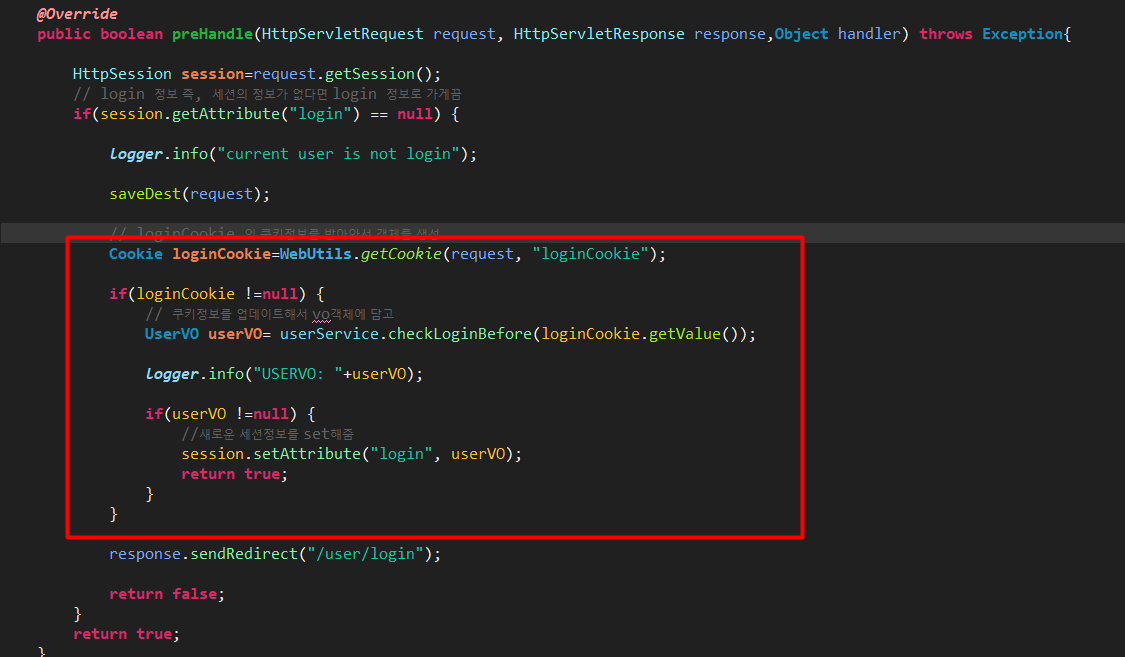 @Override
public boolean preHandle(HttpServletRequest request, HttpServletResponse response,Object handler) throws Exception{
HttpSession session=request.getSession();
// login 정보 즉, 세션의 정보가 없다면 login 정보로 가게끔
if(session.getAttribute("login") == null) {
logger.info("current user is not login");
saveDest(request);
// loginCookie 의 쿠키정보를 받아와서 객체를 생성
Cookie loginCookie=WebUtils.getCookie(request, "loginCookie");
if(loginCookie !=null) {
// 쿠키정보를 업데이트해서 vo객체에 담고
UserVO userVO= userService.checkLoginBefore(loginCookie.getValue());
logger.info("USERVO: "+userVO);
if(userVO !=null) {
//새로운 세션정보를 set해줌
session.setAttribute("login", userVO);
return true;
}
}
response.sendRedirect("/user/login");
return false;
}
return true;
}